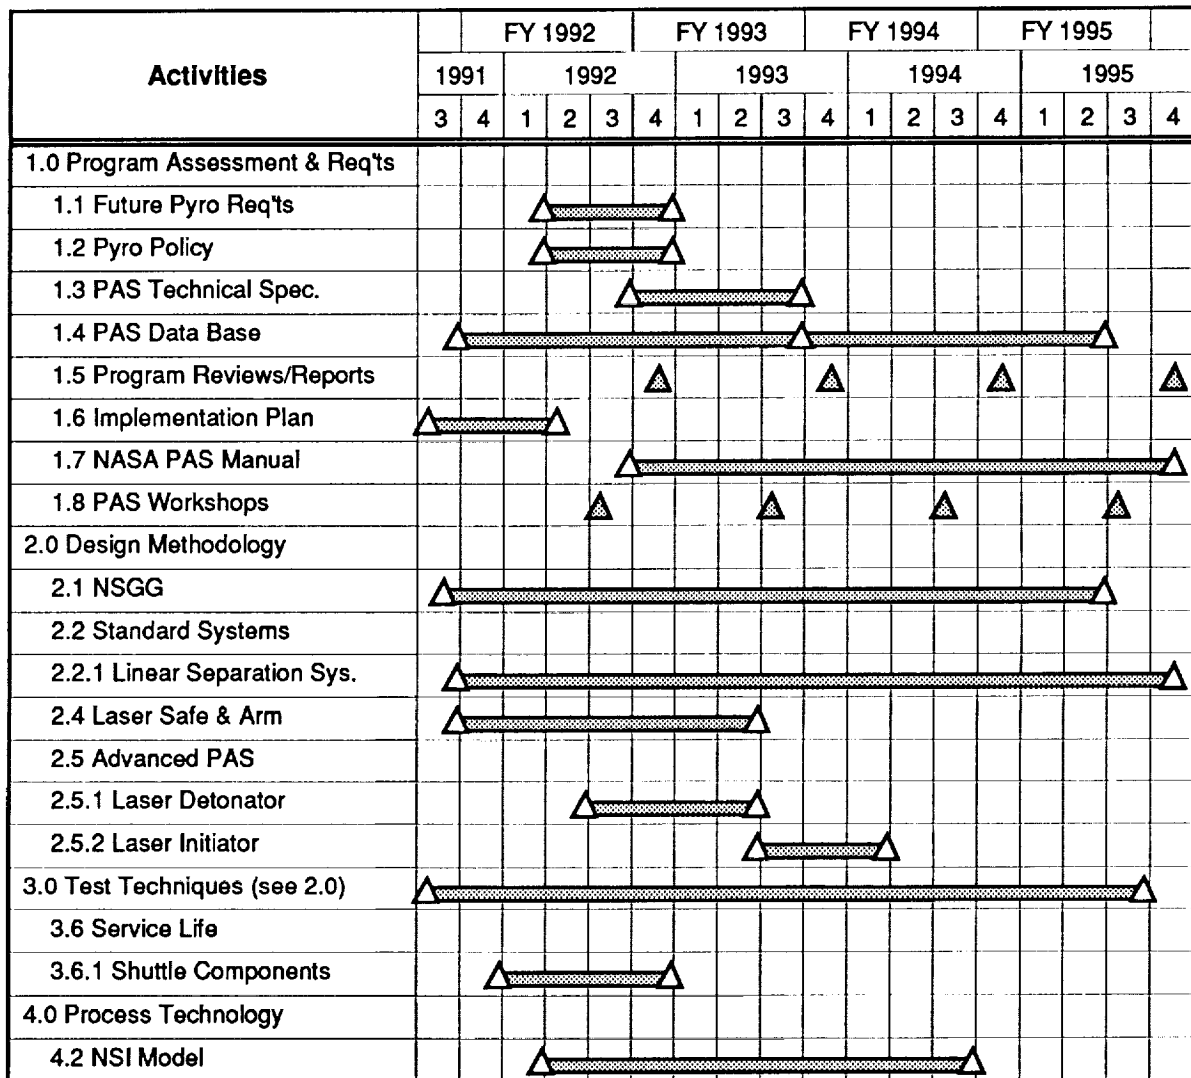 FY 1992 FY 1993 FY 1994 FY 1995
Activities
1991 1992 1993 1994 1995
3 4 1 2 3 4 1 2 3 4 1 2 3 4 1 2 3 4
1.0 Program Assessment & Req'ts
1.1 Future Pyro Req'ts
1.2 Pyro Policy
1.3 PAS Technical Spec.
1.4 PAS Data Base
1.5 Program Reviews/Reports
1.6 Implementation Plan
1.7 NASA PAS Manual
1.8 PAS Workshops
2.0 Design Methodology
2.1 NSGG
2.2 Standard Systems
2.2.1 Linear Separation Sys.
2.4 Laser Safe & Arm
2.5 Advanced PAS
2.5.1 Laser Detonator
2.5.2 Laser Initiator
3.0 Test Techniques (see 2.0)
3.6 Service Life
3.6.1 Shuttle Components
4.0 Process Technology
4.2 NSI Model